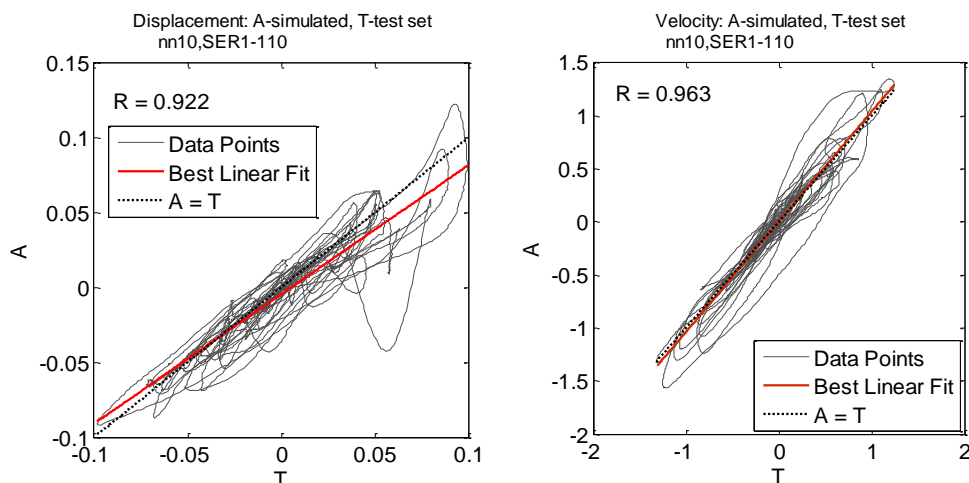 Displacement: A-simulated, T-test set
nn10,SER1-110
0.15
R = 0.922
Data Points
Best Linear Fit
A = T
0.1
0.05
0
-0.05
-0.1
A
-0.1
-0.05
0
0.05
0.1
T
Velocity: A-simulated, T-test set
nn10,SER1-110
1.5
R = 0.963
1
0.5
0
-0.5
-1
-1.5
-2
A
Data Points
Best Linear Fit
A = T
-2
-1
0
1
2
T